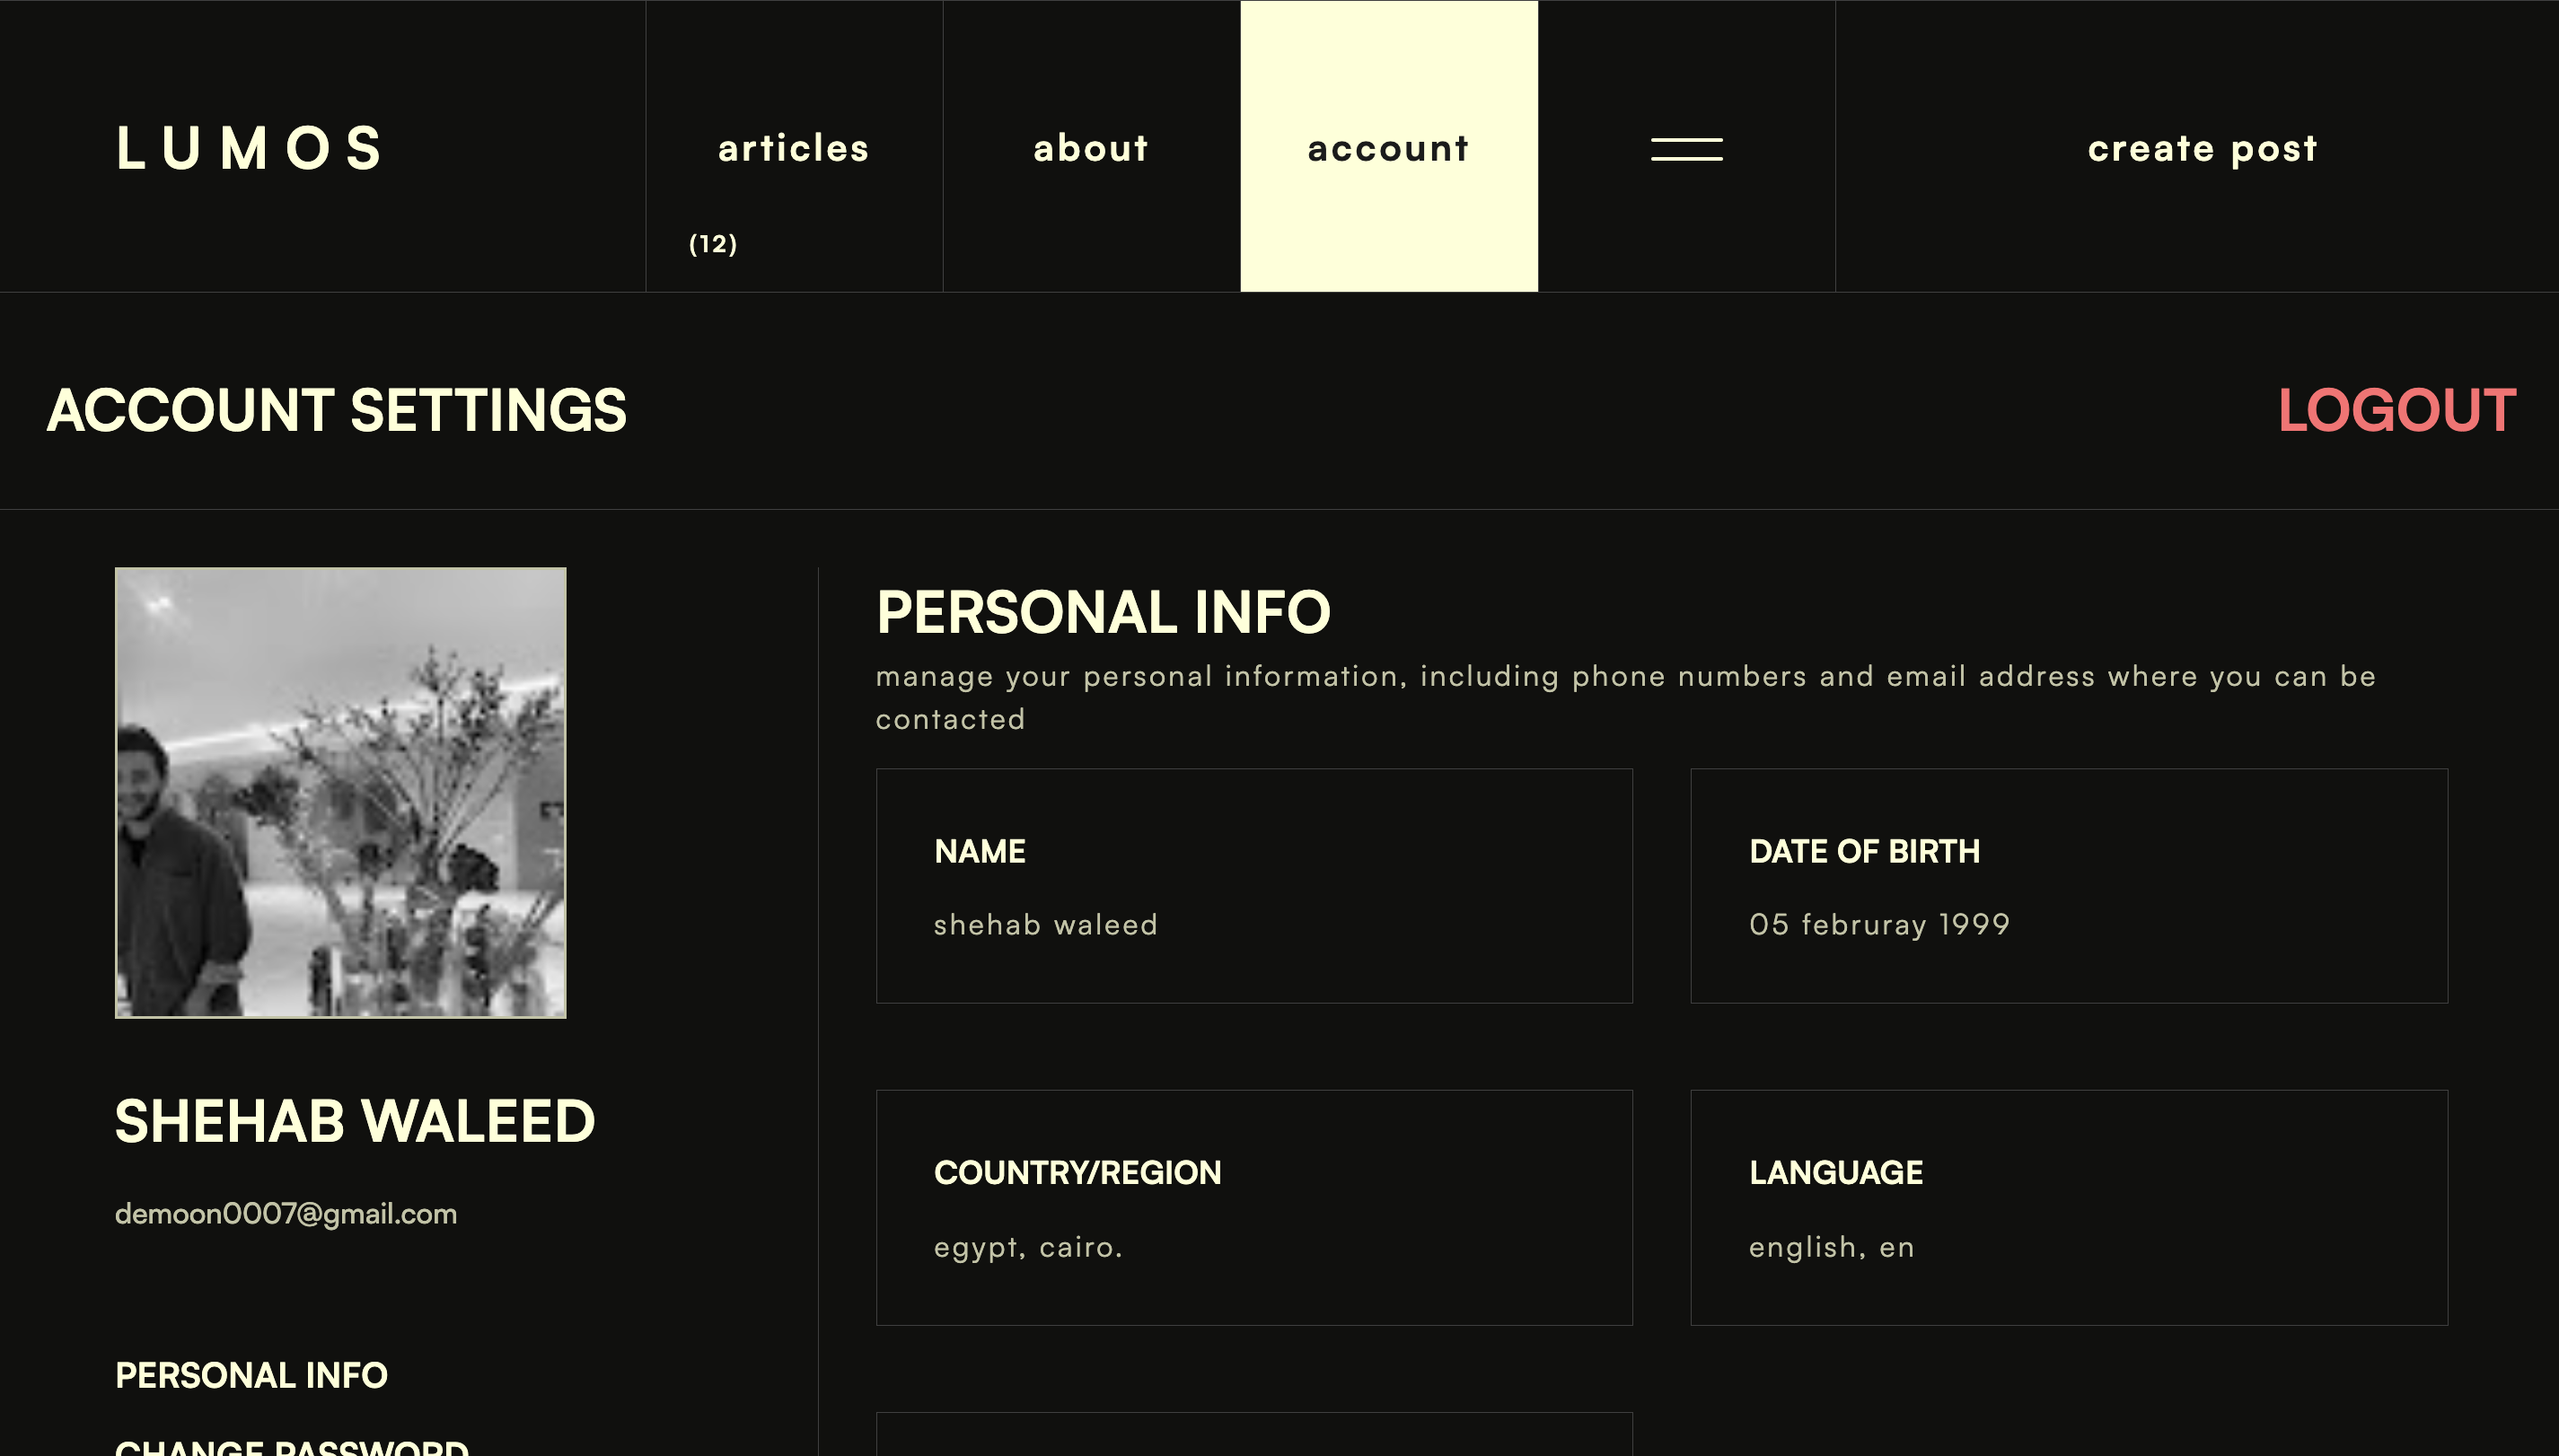 LUMOS
articles
(12)
about
account
create post
ACCOUNT SETTINGS
LOGOUT
SHEHAB WALEED
demoon0007@gmail.com
PERSONAL INFO
CHANGE PASSWORD
PERSONAL INFO
manage your personal information, including phone numbers and email address where you can be
contacted
NAME
shehab waleed
DATE OF BIRTH
05 februray 1999
COUNTRY/REGION
egypt, cairo.
LANGUAGE
english, en